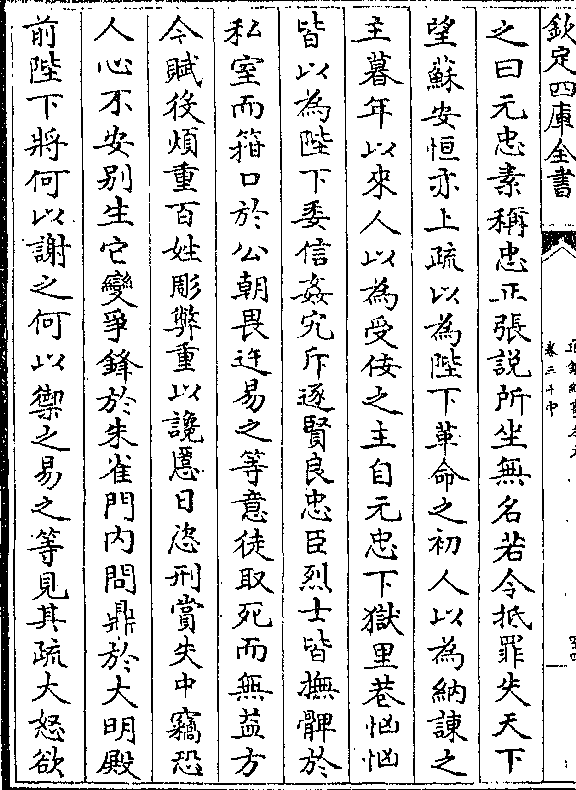 欽定四庫全書
卷三十中
之曰元忠素稱忠正張說所坐無名若令抵罪失天下
望蘇安恒亦上疏以為陛下革命之初人以為納諫之
主暮年以來人以為受佞之主自元忠下獄里巷恟恟
皆以為陛下委信姦宄斥逐賢良忠臣烈士皆撫髀於
私室而箝口於公朝畏迕易之等意徒取死而無益方
今賦役煩重百姓彫弊重以讒慝日恣刑賞失中竊恐
人心不安別生它變爭鋒於朱雀門內問鼎於大明殿
前陛下將何以謝之何以禦之易之等見其疏大怒欲